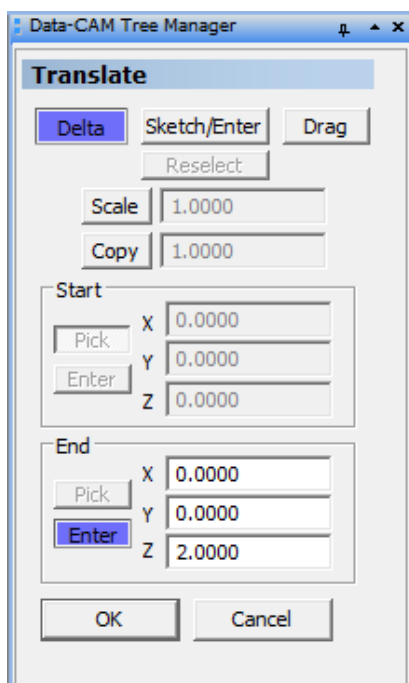 Data-CAM Tree Manager
Translate
Delta Sketch/Enter Drag
Reselect
Scale 1.0000
Copy 1.0000
Start
Pick X 0.0000
Y 0.0000
Enter
Z 0.0000
End
Pick X 0.0000
Y 0.0000
Enter
Z 2.0000
OK Cancel